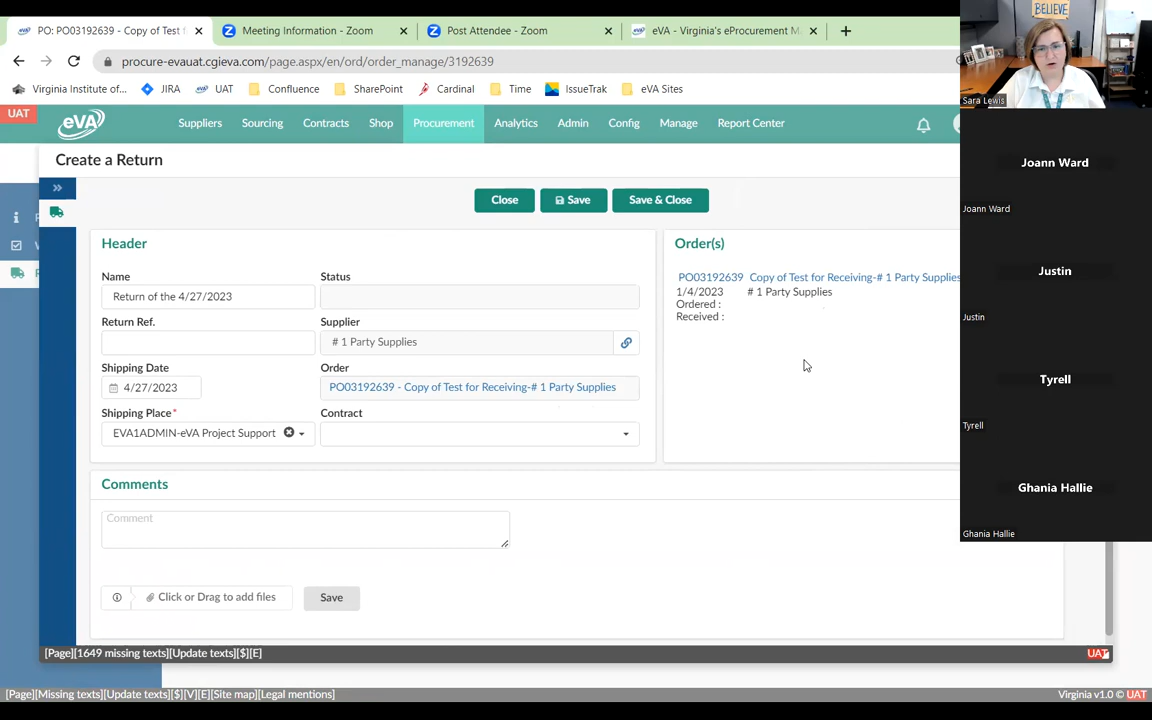 PO: PO03192639 - Copy of Test f
Meeting Information - Zoom
Post Attendee - Zoom
eVA - Virginia's eProcurement M
procure-evauat.cgieva.com/page.aspx/en/ord/order_manage/3192639
Virginia Institute of...
JIRA
UAT
Confluence
SharePoint
Cardinal
Time
IssueTrak
eVA Sites
BELIEVE
Sara Lewis
UAT
eVA
Suppliers
Sourcing
Contracts
Shop
Procurement
Analytics
Admin
Config
Manage
Report Center
Create a Return
Close
Save
Save & Close
Header
Name
Status
Return of the 4/27/2023
Return Ref.
Supplier
# 1 Party Supplies
Shipping Date
Order
4/27/2023
PO03192639 - Copy of Test for Receiving-# 1 Party Supplies
Shipping Place*
Contract
EVA1ADMIN-eVA Project Support
Order(s)
PO03192639 Copy of Test for Receiving-# 1 Party Supplies
1/4/2023 # 1 Party Supplies
Ordered :
Received :
Comments
Comment
Click or Drag to add files
Save
[Page][1649 missing texts][Update texts][$][E]
UAT
[Page][Missing texts][Update texts][$][V][E][Site map][Legal mentions]
Virginia v1.0 © UAT
Joann Ward
Joann Ward
Justin
Justin
Tyrell
Tyrell
Ghania Hallie
Ghania Hallie